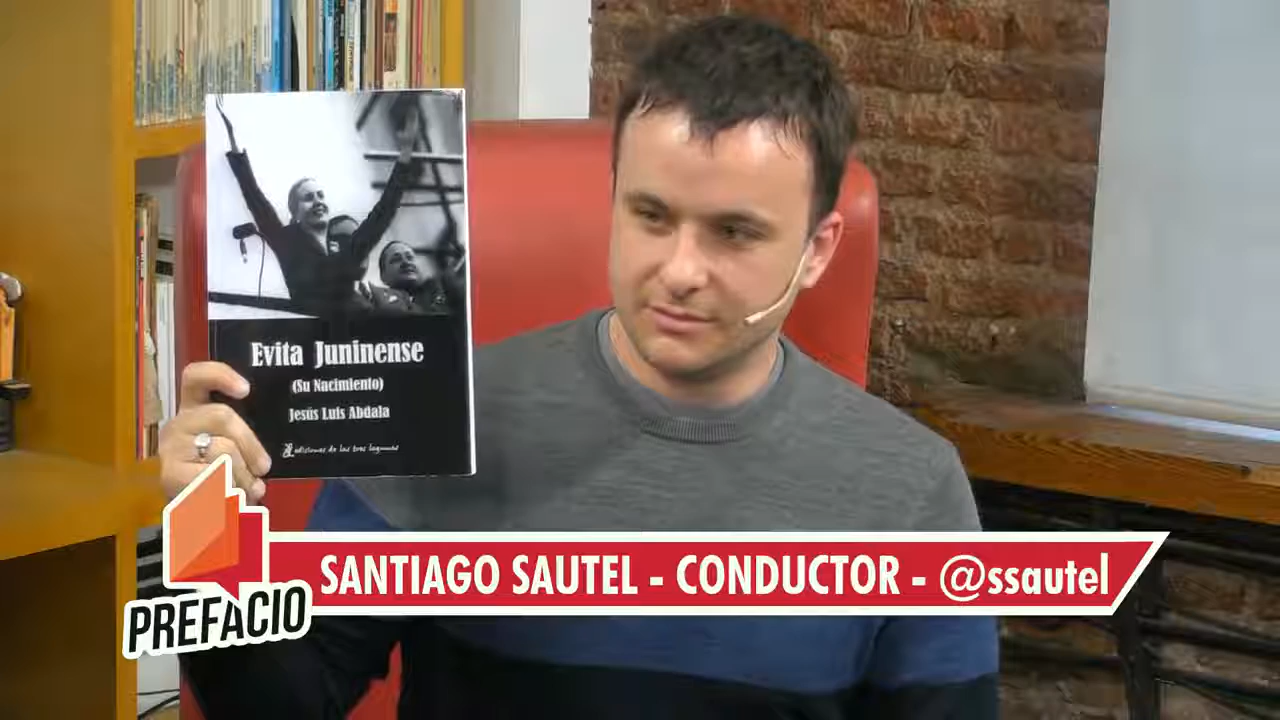 Evita Juninense
(Su Nacimiento)
Jesús Luis Abdala
ediciones de las tres lagunas
SANTIAGO SAUTEL - CONDUCTOR - @ssautel
PREFACIO